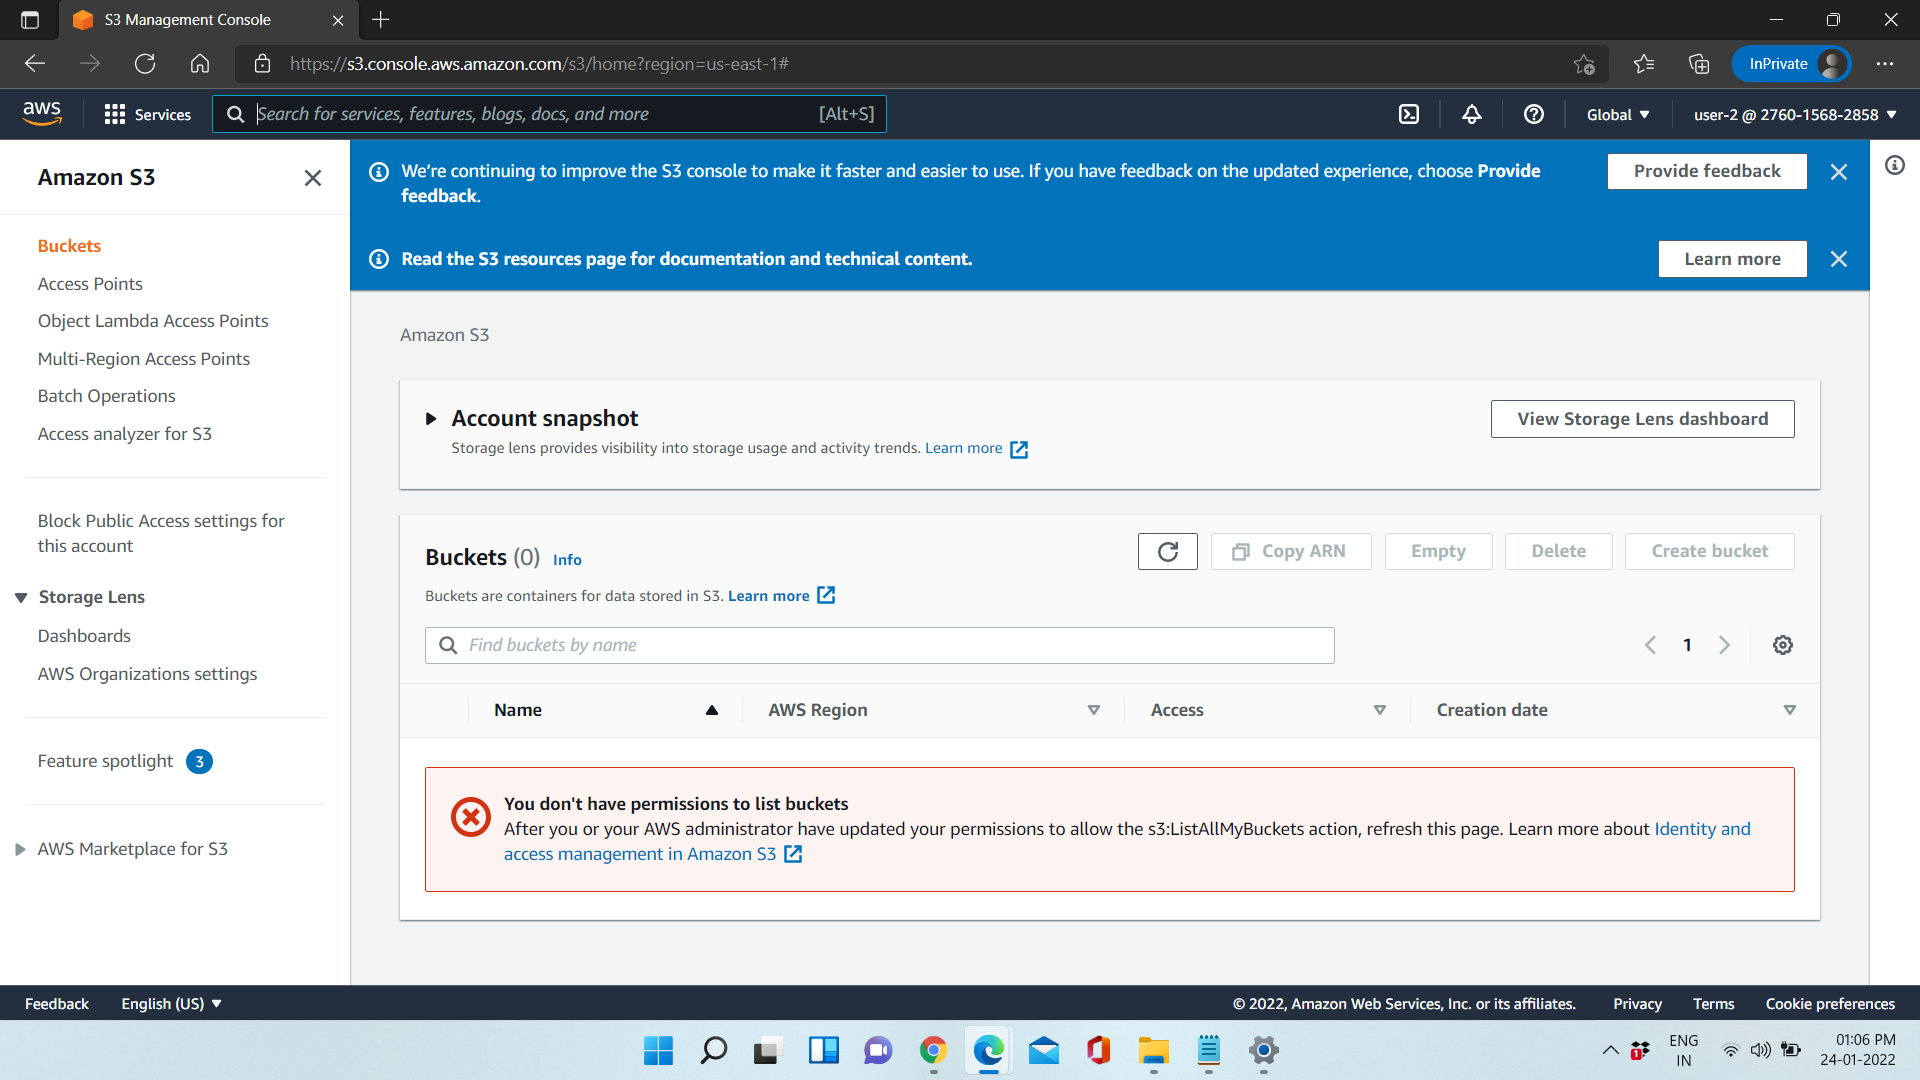 S3 Management Console
https://s3.console.aws.amazon.com/s3/home?region=us-east-1#
InPrivate
aws
Services
Search for services, features, blogs, docs, and more
[Alt+S]
Global
user-2 @ 2760-1568-2858
Amazon S3
Buckets
Access Points
Object Lambda Access Points
Multi-Region Access Points
Batch Operations
Access analyzer for S3
Block Public Access settings for
this account
Storage Lens
Dashboards
AWS Organizations settings
Feature spotlight 3
AWS Marketplace for S3
We're continuing to improve the S3 console to make it faster and easier to use. If you have feedback on the updated experience, choose Provide
feedback.
Provide feedback
Read the S3 resources page for documentation and technical content.
Learn more
Amazon S3
Account snapshot
Storage lens provides visibility into storage usage and activity trends. Learn more
View Storage Lens dashboard
Buckets (0) Info
Copy ARN
Empty
Delete
Create bucket
Buckets are containers for data stored in S3. Learn more
Find buckets by name
1
Name
AWS Region
Access
Creation date
You don't have permissions to list buckets
After you or your AWS administrator have updated your permissions to allow the s3:ListAllMyBuckets action, refresh this page. Learn more about Identity and
access management in Amazon S3
Feedback
English (US)
© 2022, Amazon Web Services, Inc. or its affiliates.
Privacy
Terms
Cookie preferences
1
ENG
IN
01:06 PM
24-01-2022